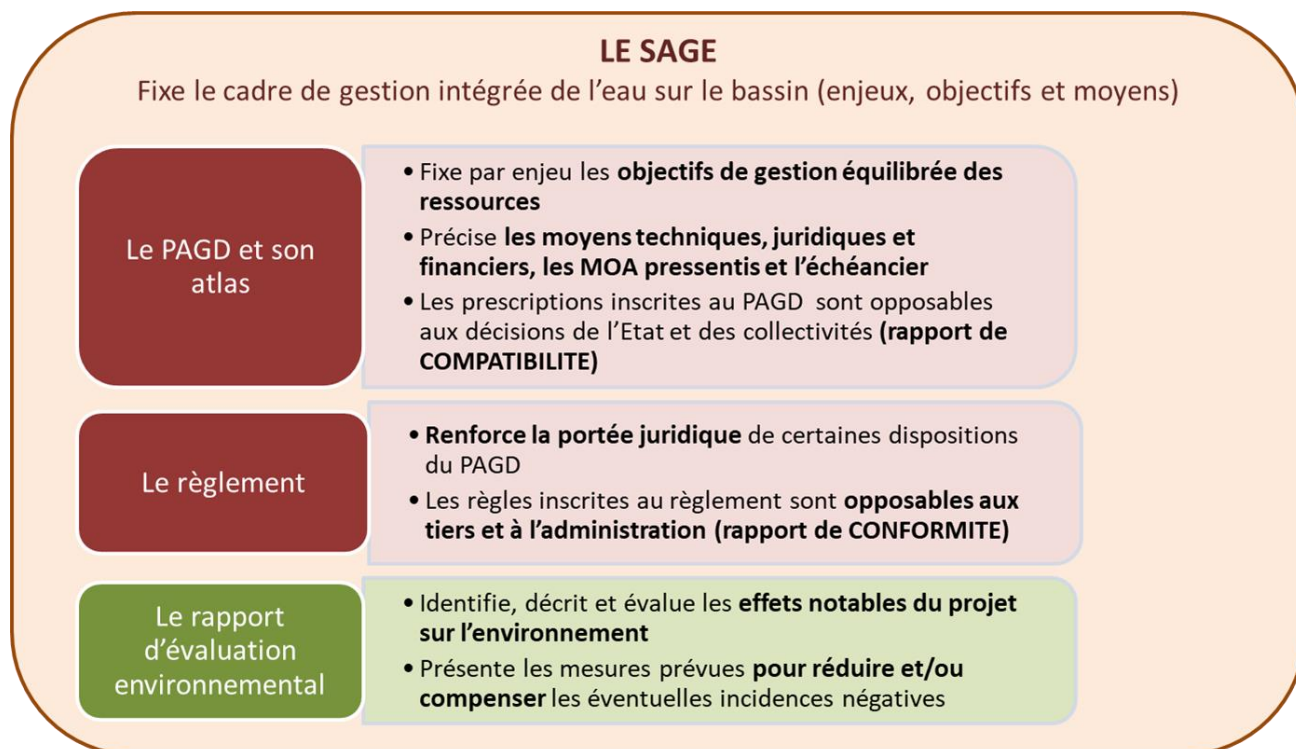 LE SAGE
Fixe le cadre de gestion intégrée de l'eau sur le bassin (enjeux, objectifs et moyens)
Le PAGD et son
atlas
• Fixe par enjeu les objectifs de gestion équilibrée des
ressources
• Précise les moyens techniques, juridiques et
financiers, les MOA pressentis et l'échéancier
• Les prescriptions inscrites au PAGD sont opposables
aux décisions de l'Etat et des collectivités (rapport de
COMPATIBILITE)
Le règlement
• Renforce la portée juridique de certaines dispositions
du PAGD
• Les règles inscrites au règlement sont opposables aux
tiers et à l'administration (rapport de CONFORMITE)
Le rapport
d'évaluation
environnemental
• Identifie, décrit et évalue les effets notables du projet
sur l'environnement
• Présente les mesures prévues pour réduire et/ou
compenser les éventuelles incidences négatives